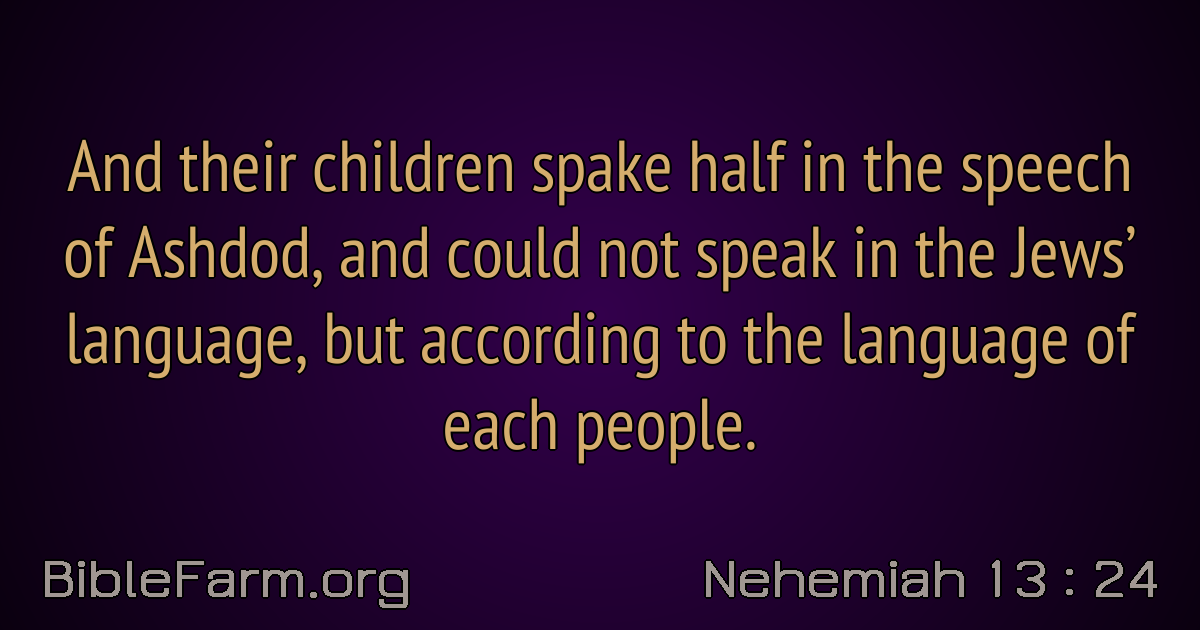 And their children spake half in the speech
of Ashdod, and could not speak in the Jews’
language, but according to the language of
each people.
BibleFarm.org
Nehemiah 13 : 24